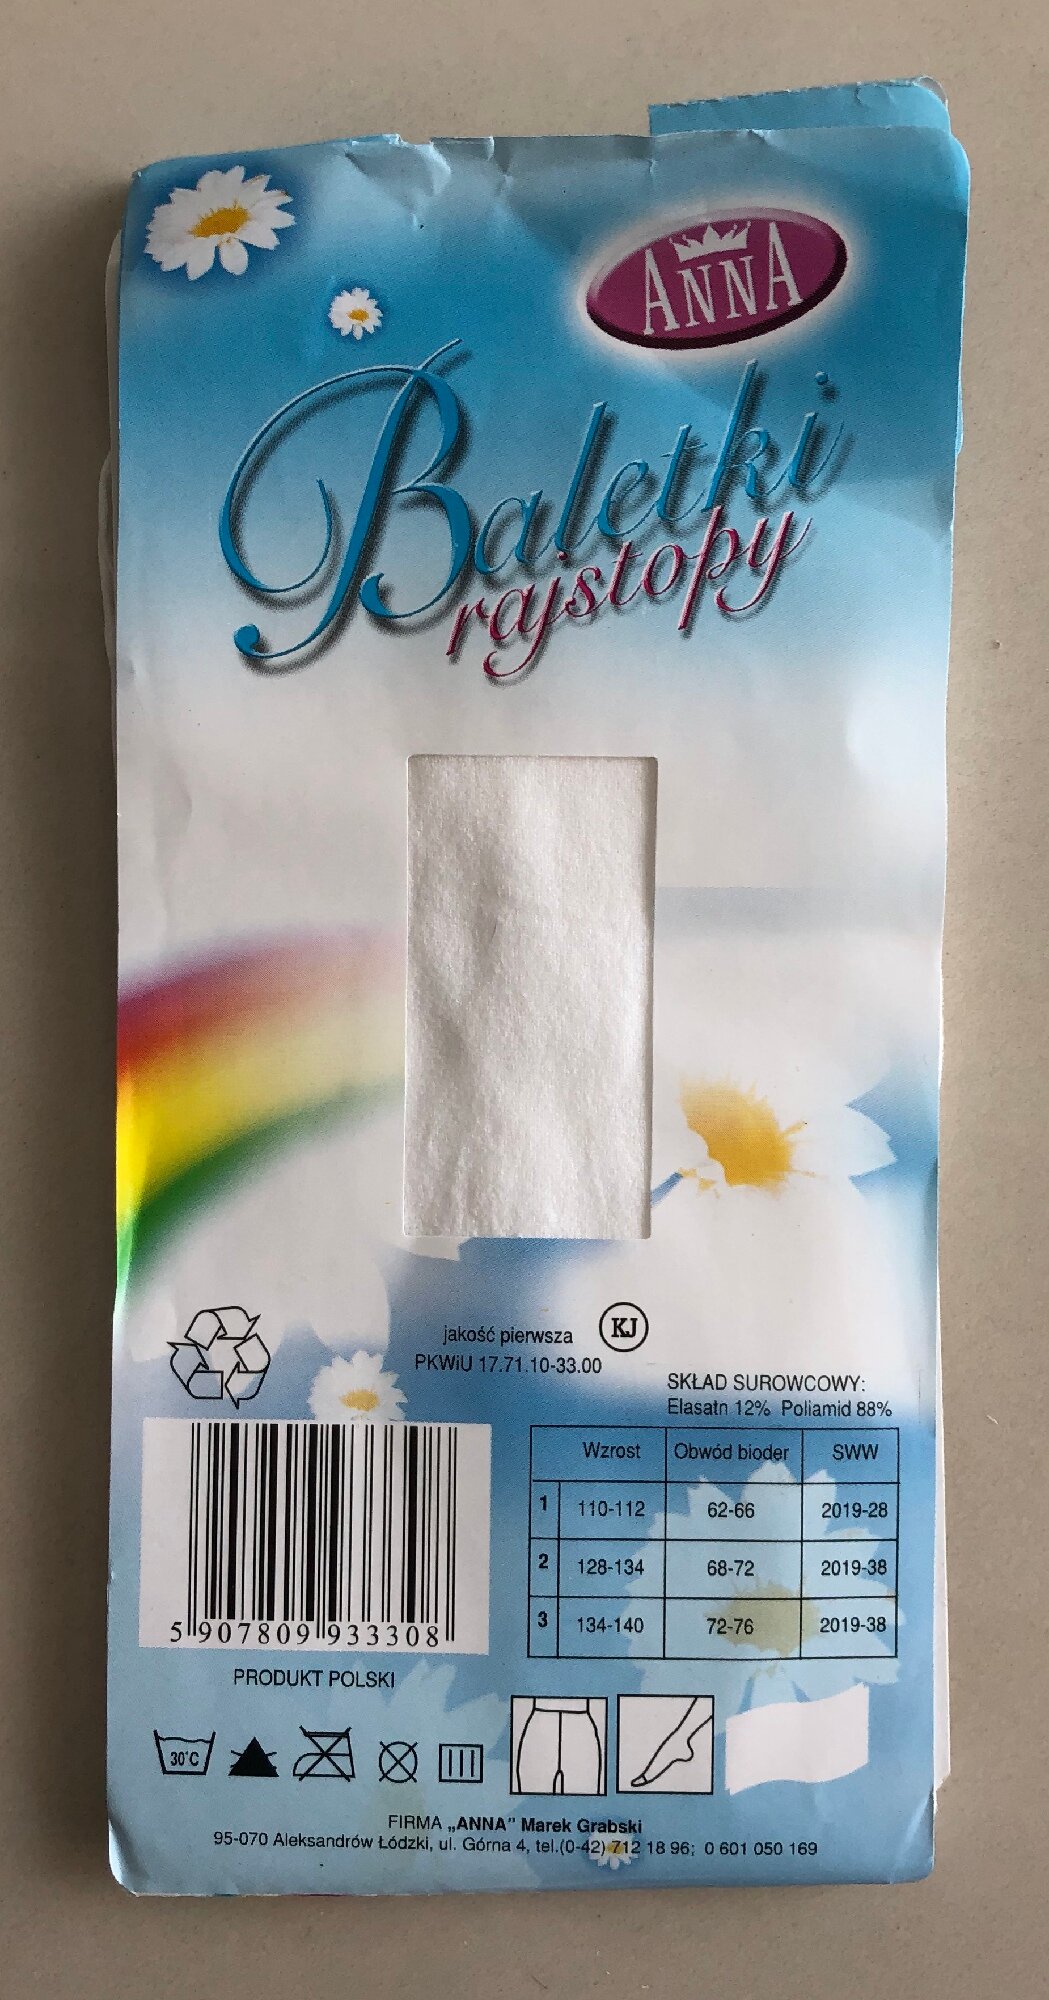 ANNA
Baletki
rajstopy
jakość pierwsza KJ
PKWiU 17.71.10-33.00
SKŁAD SUROWCOWY:
Elasatn 12% Poliamid 88%
Wzrost Obwód bioder SWW
1 110-112 62-66 2019-28
2 128-134 68-72 2019-38
3 134-140 72-76 2019-38
5 907809 933308
PRODUKT POLSKI
30°C
FIRMA „ANNA” Marek Grabski
95-070 Aleksandrów Łódzki, ul. Górna 4, tel.(0-42) 712 18 96; 0 601 050 169